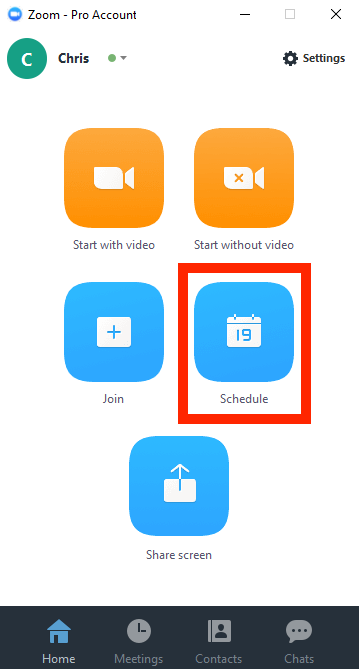 Zoom - Pro Account
C Chris Settings
Start with video Start without video
19
Join Schedule
Share screen
Home Meetings Contacts Chats